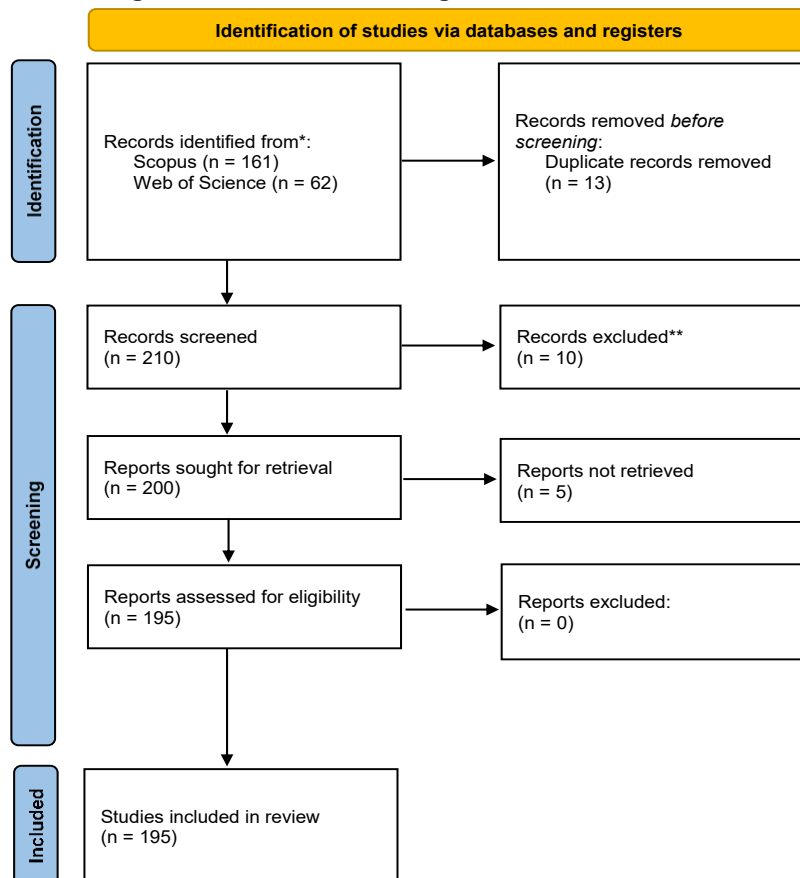 Identification of studies via databases and registers
Identification
Records identified from*:
Scopus (n = 161)
Web of Science (n = 62)
Records removed before
screening:
Duplicate records removed
(n = 13)
Screening
Records screened
(n = 210)
Records excluded**
(n = 10)
Reports sought for retrieval
(n = 200)
Reports not retrieved
(n = 5)
Reports assessed for eligibility
(n = 195)
Reports excluded:
(n = 0)
Included
Studies included in review
(n = 195)